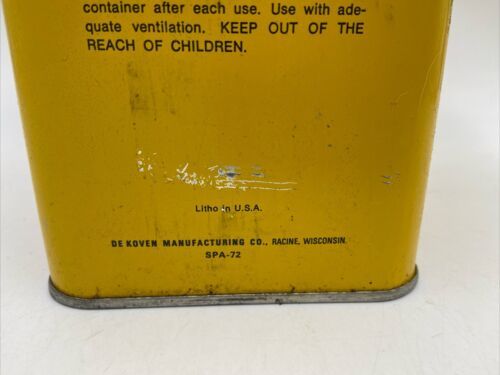 container after each use. Use with ade-
quate ventilation. KEEP OUT OF THE
REACH OF CHILDREN.
Litho in U.S.A.
DE KOVEN MANUFACTURING CO., RACINE, WISCONSIN.
SPA-72